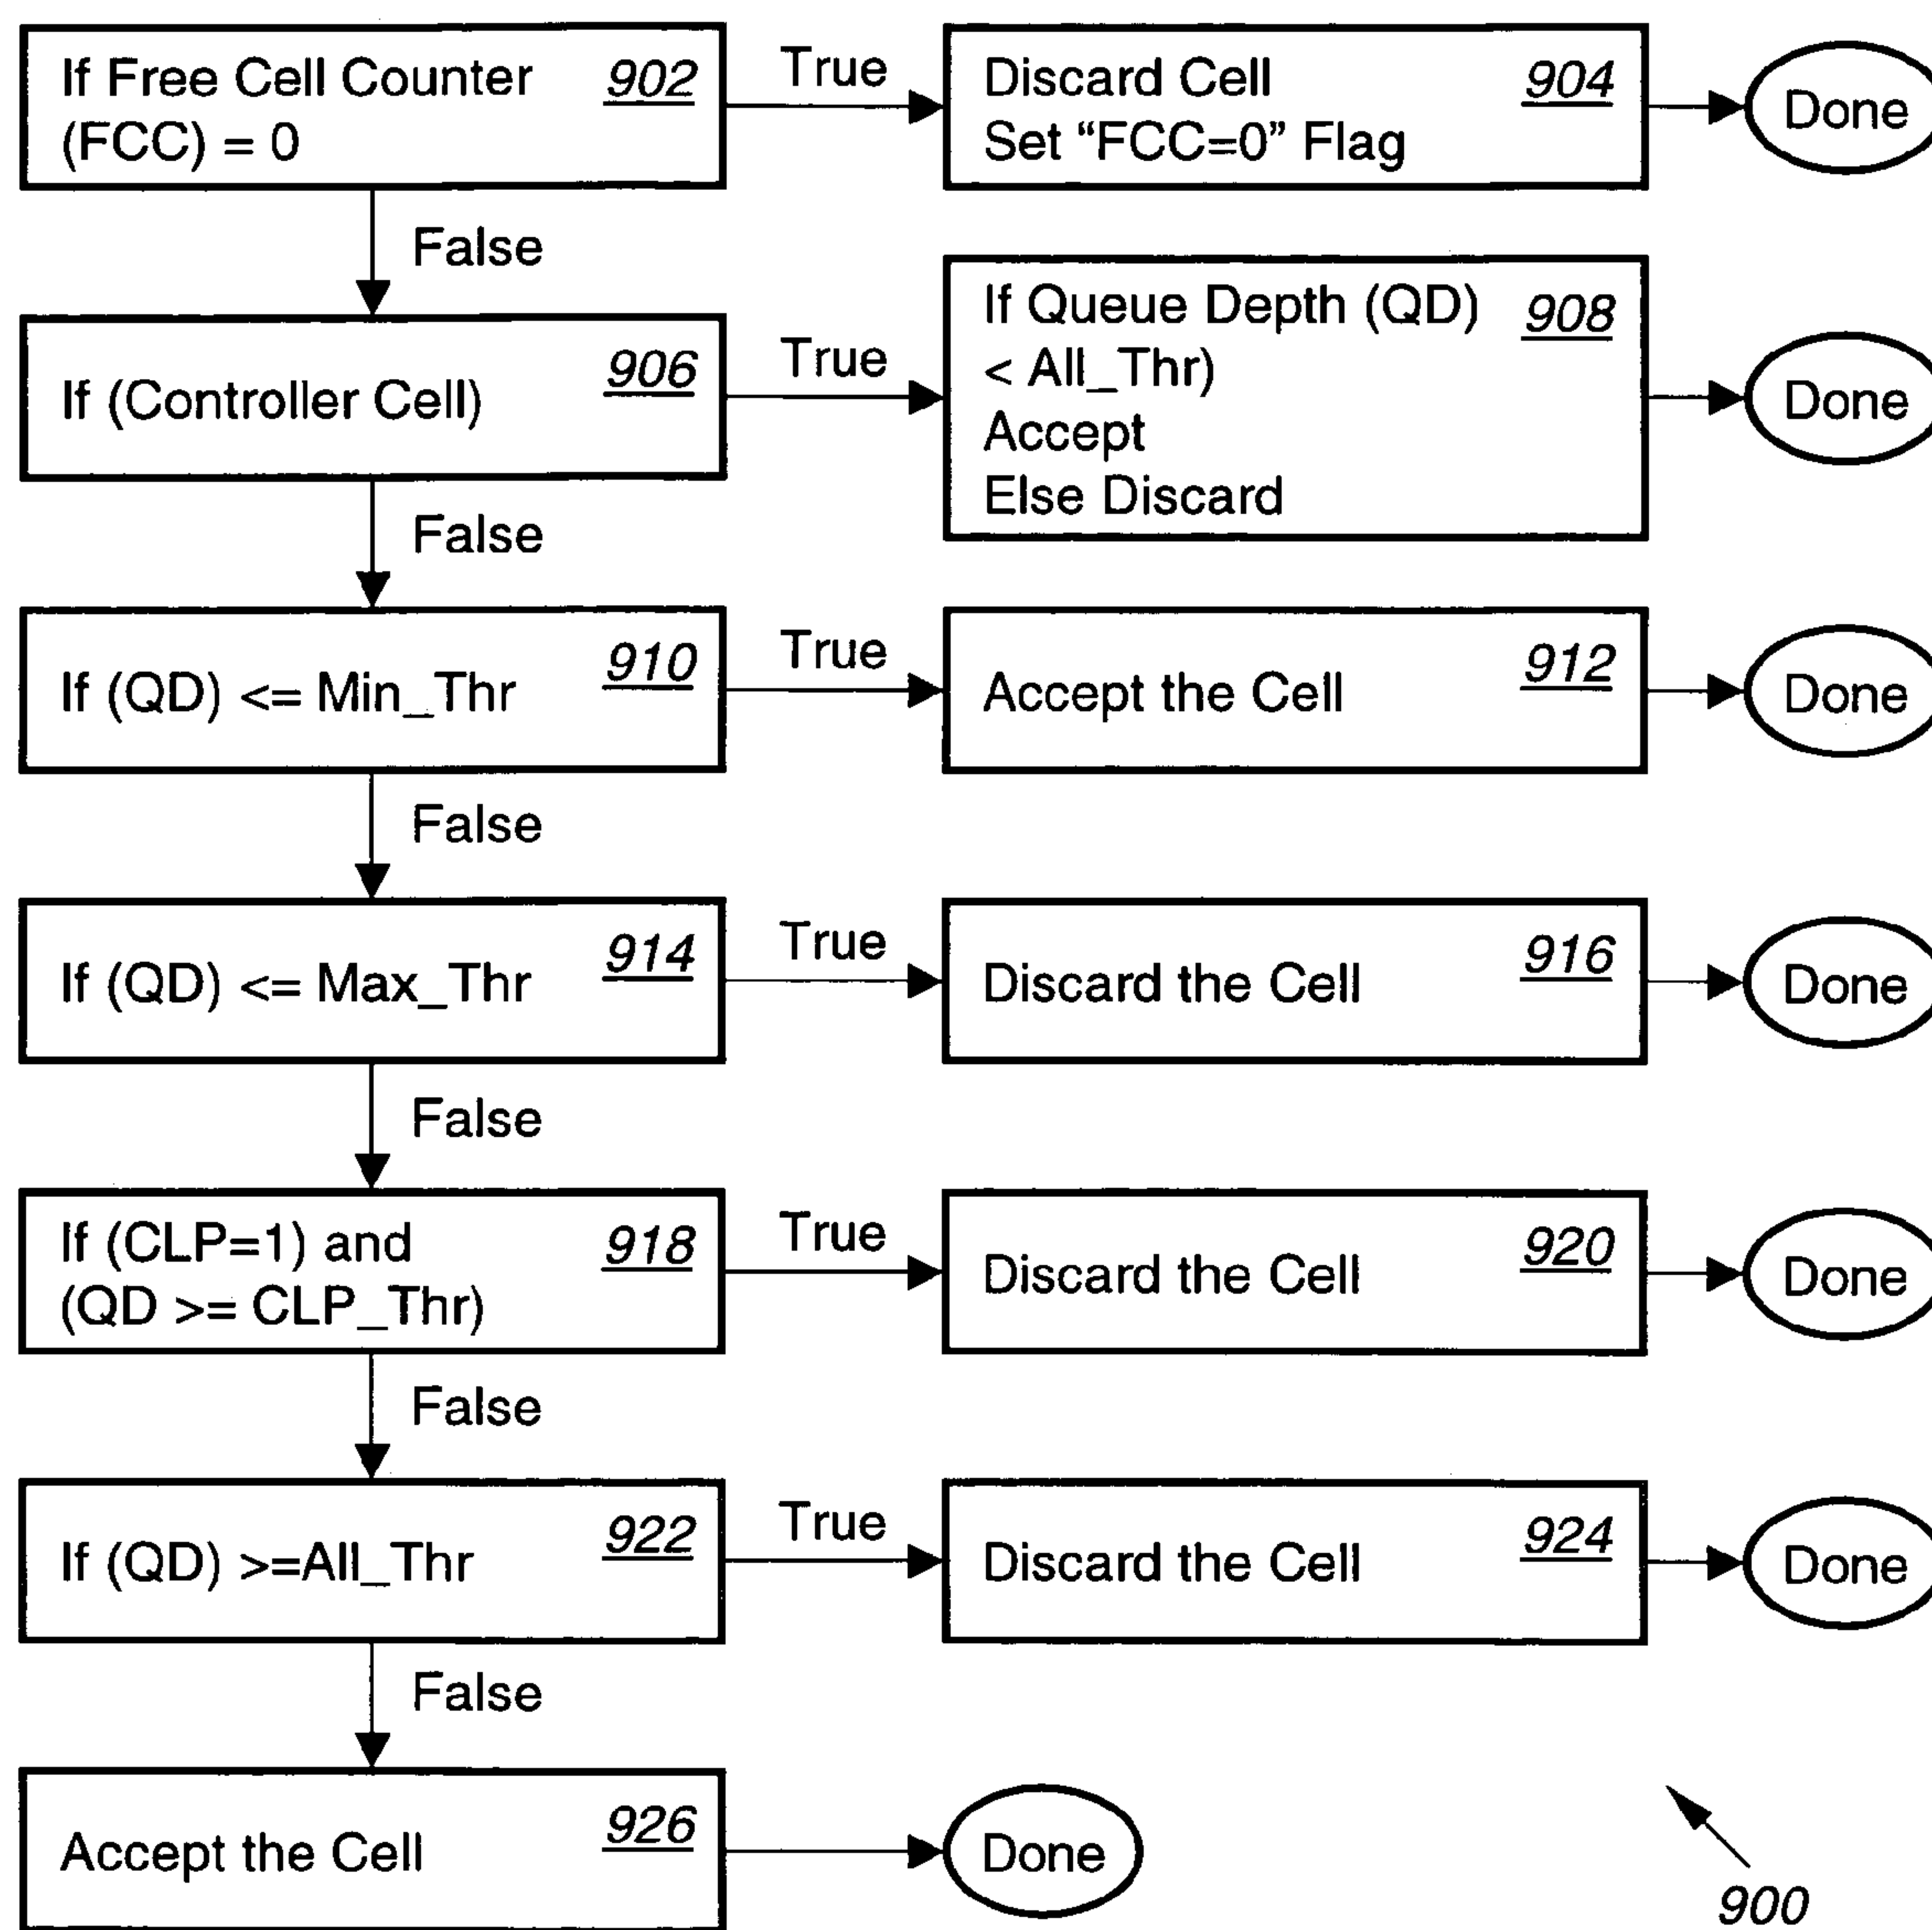 If Free Cell Counter 902
(FCC) = 0
True
Discard Cell 904
Set “FCC=0” Flag
Done
False
If (Controller Cell) 906
True
If Queue Depth (QD) 908
< All_Thr)
Accept
Else Discard
Done
False
If (QD) <= Min_Thr 910
True
Accept the Cell 912
Done
False
If (QD) <= Max_Thr 914
True
Discard the Cell 916
Done
False
If (CLP=1) and 918
(QD >= CLP_Thr)
True
Discard the Cell 920
Done
False
If (QD) >=All_Thr 922
True
Discard the Cell 924
Done
False
Accept the Cell 926
Done
900